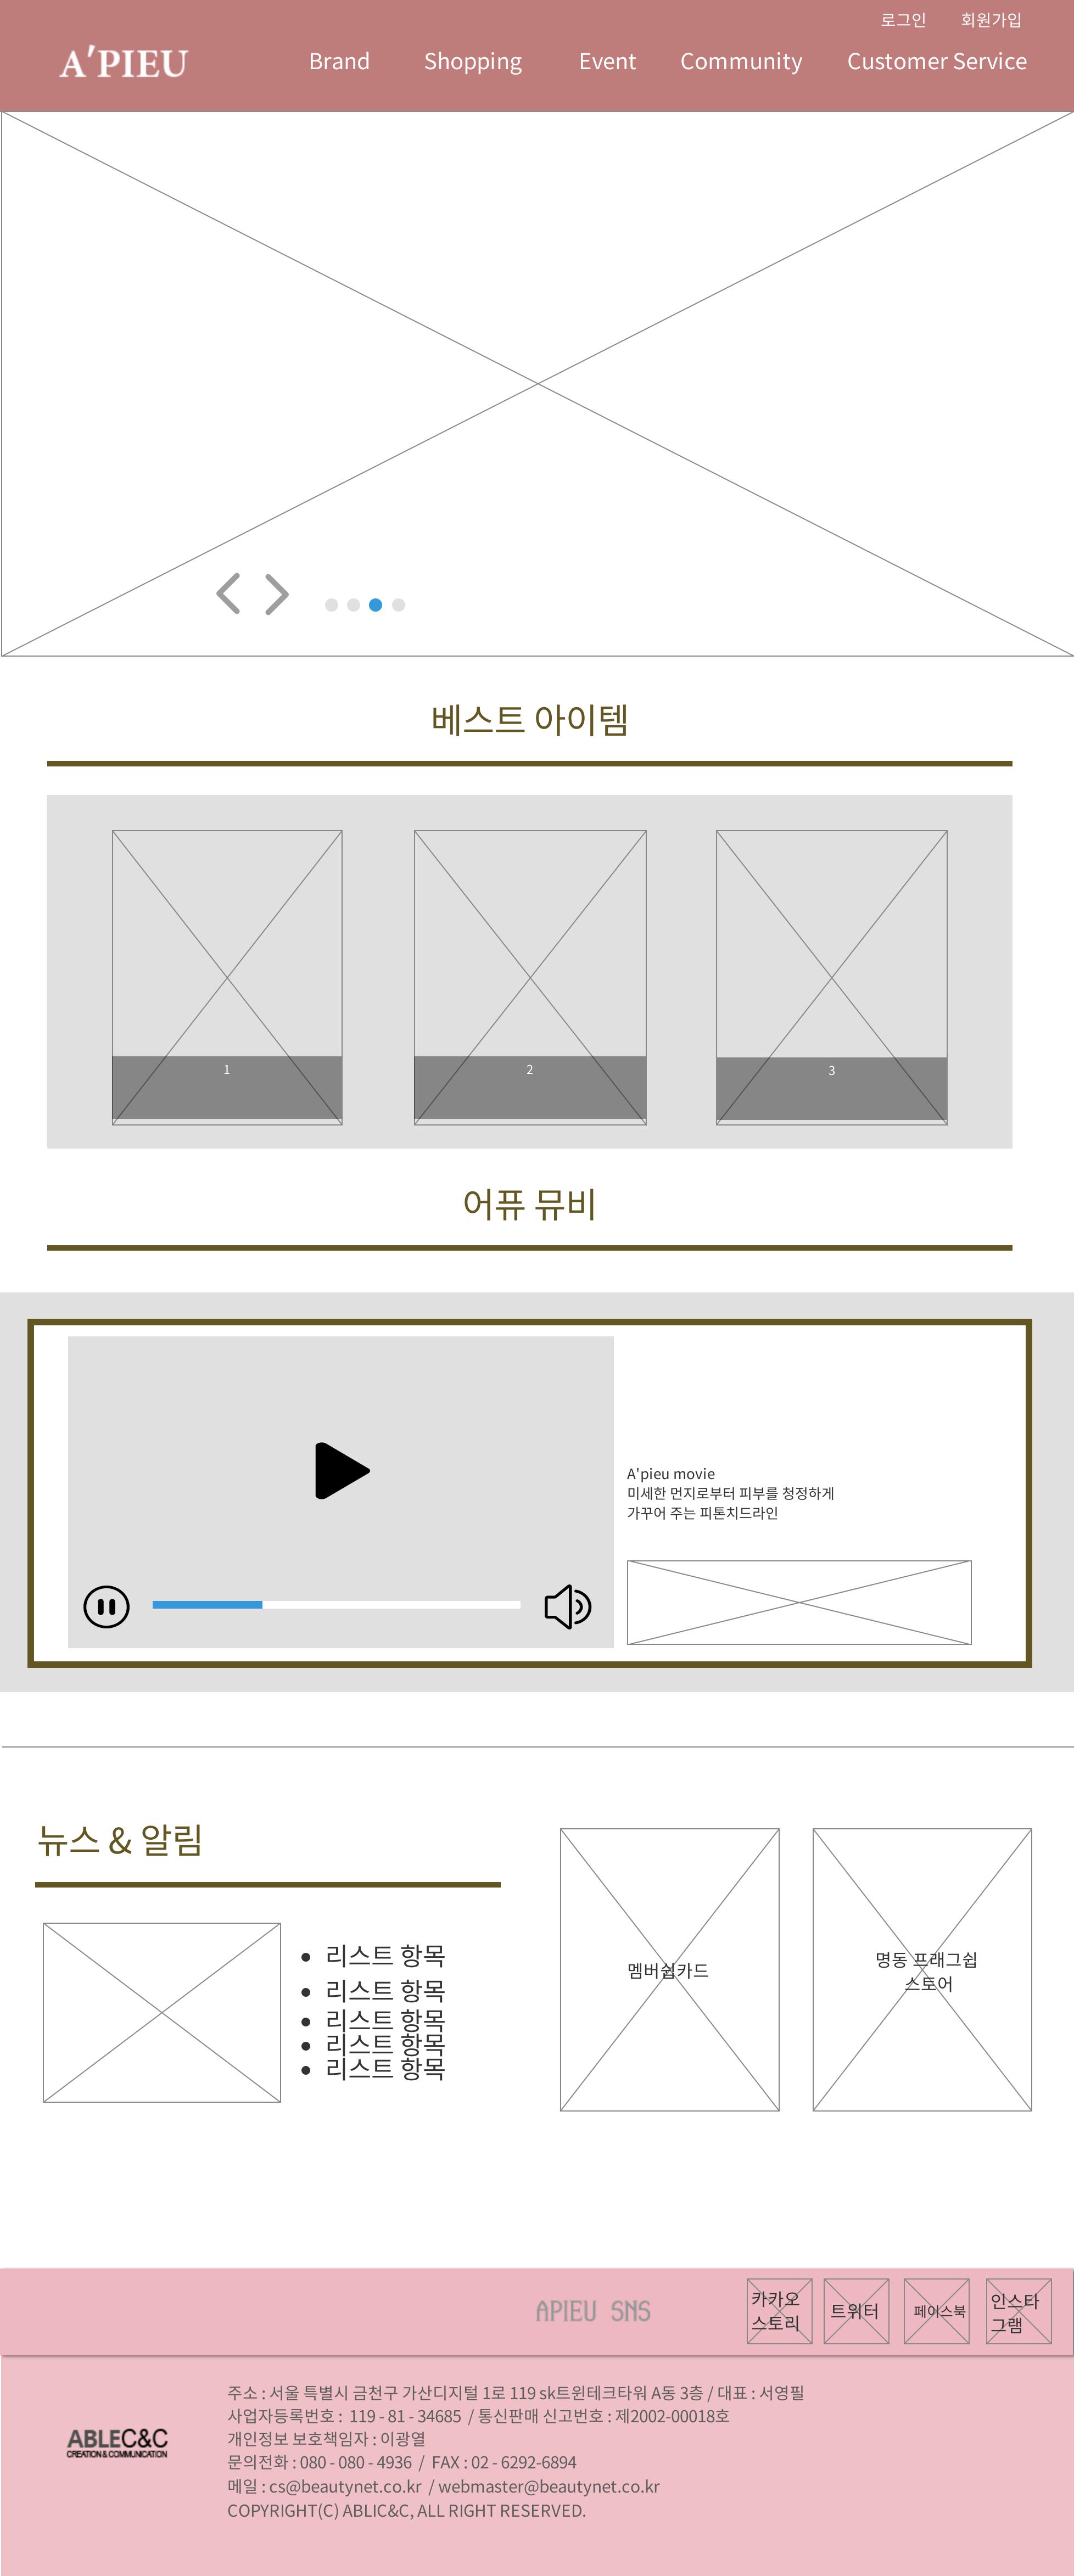 로그인 회원가입
A'PIEU
Brand Shopping Event Community Customer Service
베스트 아이템
1 2 3
어퓨 뮤비
A'pieu movie
미세한 먼지로부터 피부를 청정하게
가꾸어 주는 피톤치드라인
뉴스 & 알림
리스트 항목
리스트 항목
리스트 항목
리스트 항목
리스트 항목
멤버쉽카드
명동 프래그쉽
스토어
APIEU SNS
카카오
스토리
트위터
페이스북
인스타
그램
ABLEC&C
CREATION & COMMUNICATION
주소 : 서울 특별시 금천구 가산디지털 1로 119 sk트윈테크타워 A동 3층 / 대표 : 서영필
사업자등록번호 : 119 - 81 - 34685 / 통신판매 신고번호 : 제2002-00018호
개인정보 보호책임자 : 이광열
문의전화 : 080 - 080 - 4936 / FAX : 02 - 6292-6894
메일 : cs@beautynet.co.kr / webmaster@beautynet.co.kr
COPYRIGHT(C) ABLIC&C, ALL RIGHT RESERVED.